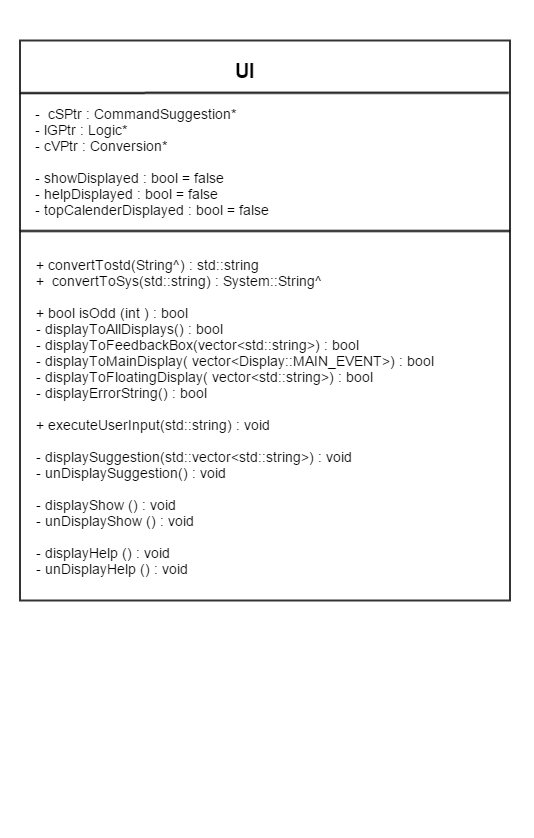 UI
- cSPtr : CommandSuggestion*
- lGPtr : Logic*
- cVPtr : Conversion*
- showDisplayed : bool = false
- helpDisplayed : bool = false
- topCalenderDisplayed : bool = false
+ convertTostd(String^) : std::string
+ convertToSys(std::string) : System::String^
+ bool isOdd (int ) : bool
- displayToAllDisplays() : bool
- displayToFeedbackBox(vector<std::string>) : bool
- displayToMainDisplay( vector<Display::MAIN_EVENT>) : bool
- displayToFloatingDisplay( vector<std::string>) : bool
- displayErrorString() : bool
+ executeUserInput(std::string) : void
- displaySuggestion(std::vector<std::string>) : void
- unDisplaySuggestion() : void
- displayShow () : void
- unDisplayShow () : void
- displayHelp () : void
- unDisplayHelp () : void